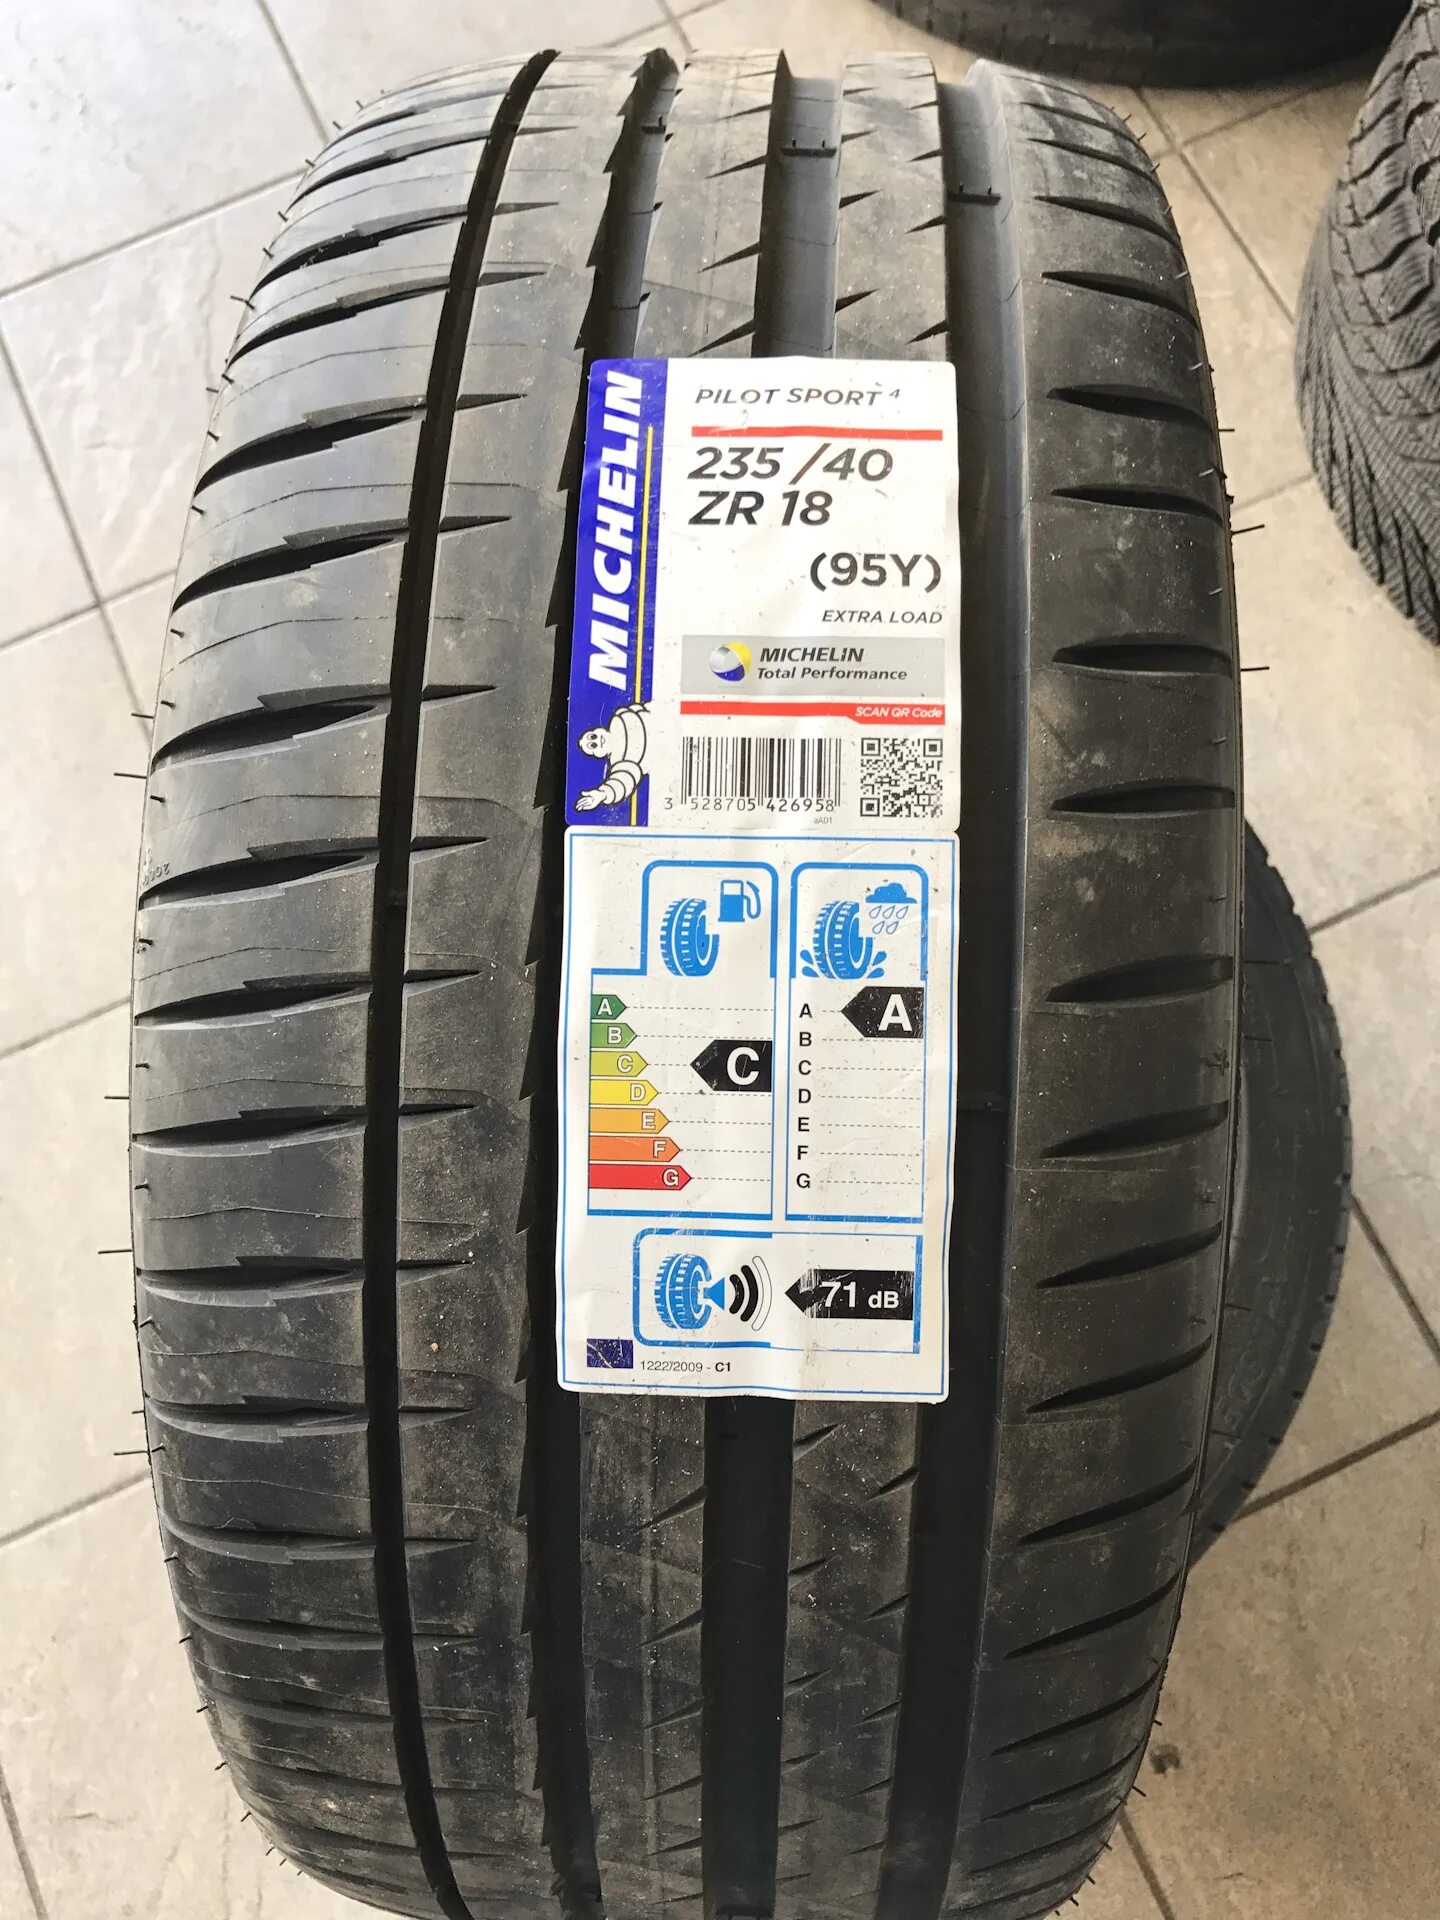 MICHELIN
PILOT SPORT 4
235 /40
ZR 18
(95Y)
EXTRA LOAD
MICHELIN
Total Performance
SCAN QR Code
3 528705 426958
aAD1
A
B
C
D
E
F
G
C
A
B
C
D
E
F
G
A
71 dB
1222/2009 - C1